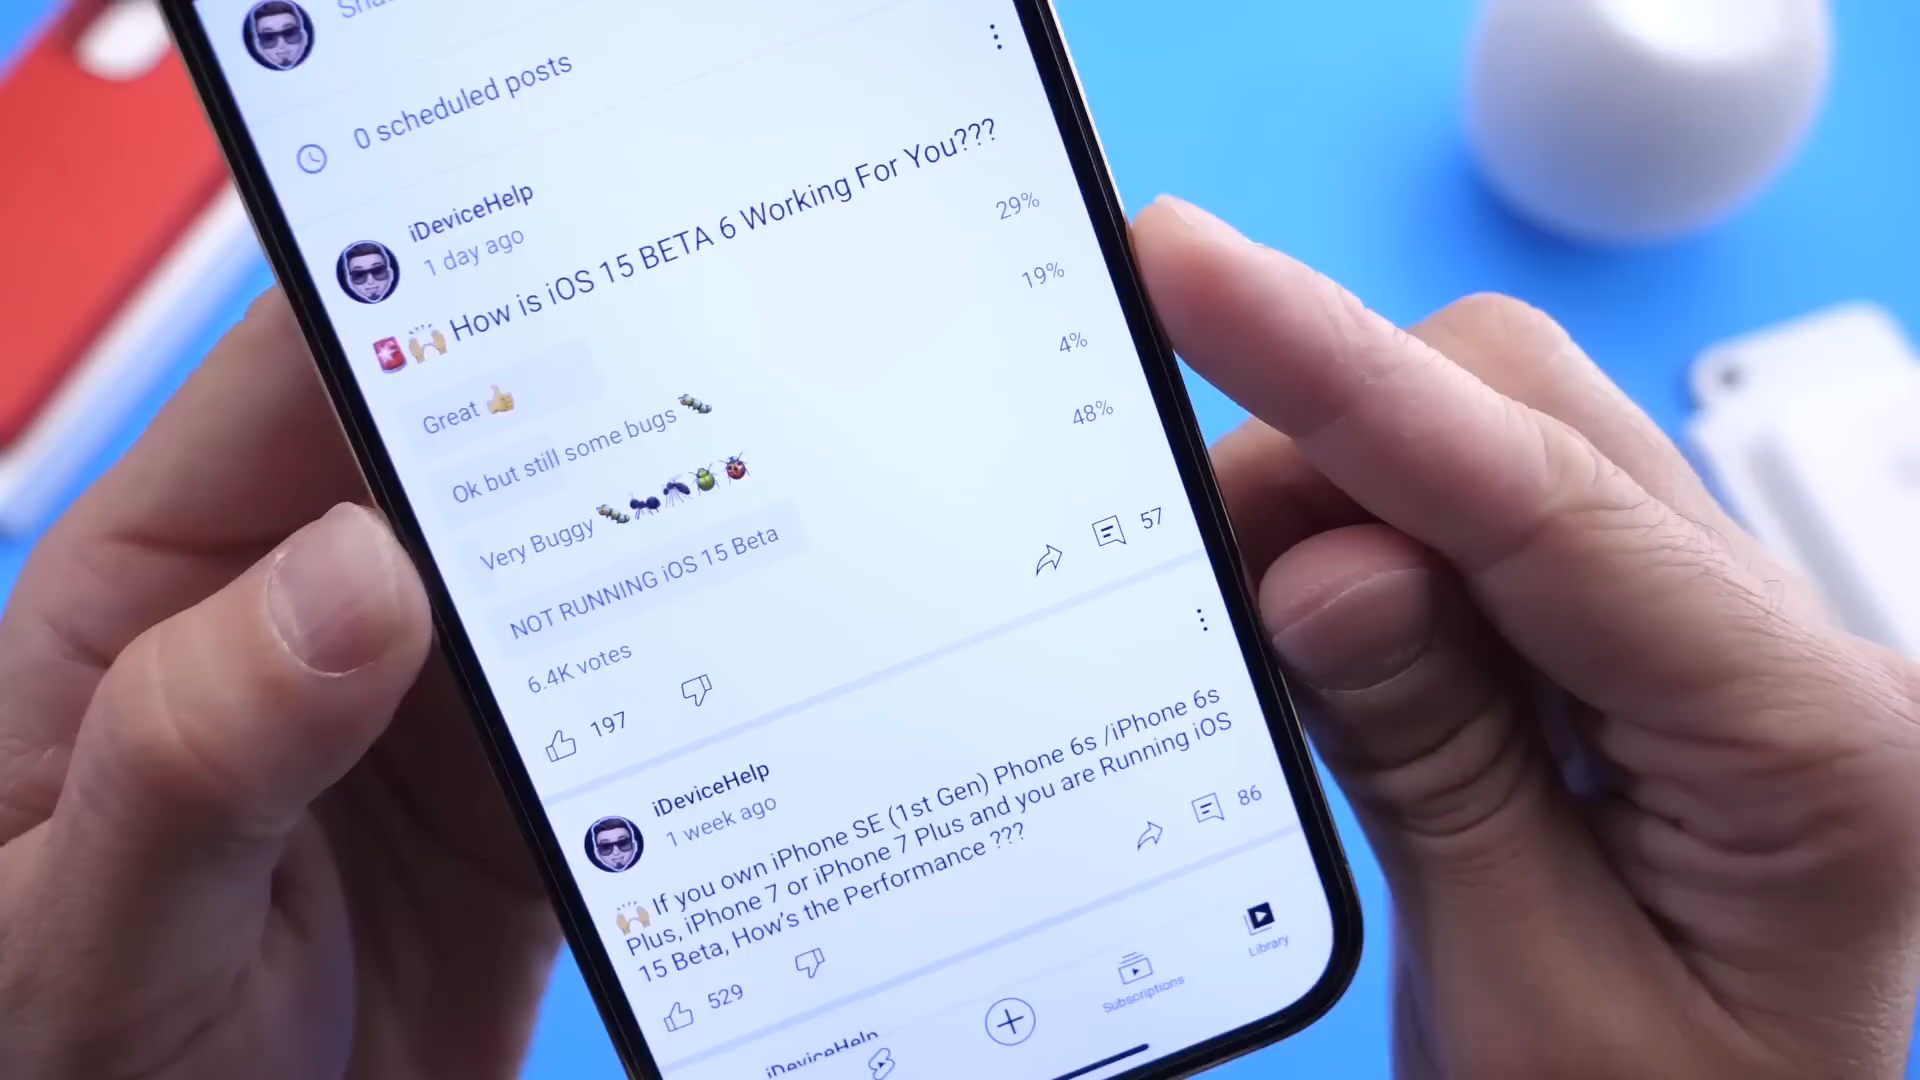 0 scheduled posts
iDeviceHelp
1 day ago
🚨🙌 How is iOS 15 BETA 6 Working For You???
Great 👍 29%
Ok but still some bugs 🐛 19%
Very Buggy 🐛🐜🦟🪲🐞 4%
NOT RUNNING iOS 15 Beta 48%
6.4K votes
197 57
iDeviceHelp
1 week ago
🙌 If you own iPhone SE (1st Gen) Phone 6s /iPhone 6s
Plus, iPhone 7 or iPhone 7 Plus and you are Running iOS
15 Beta, How's the Performance ???
529 86
iDeviceHelp
Subscriptions
Library